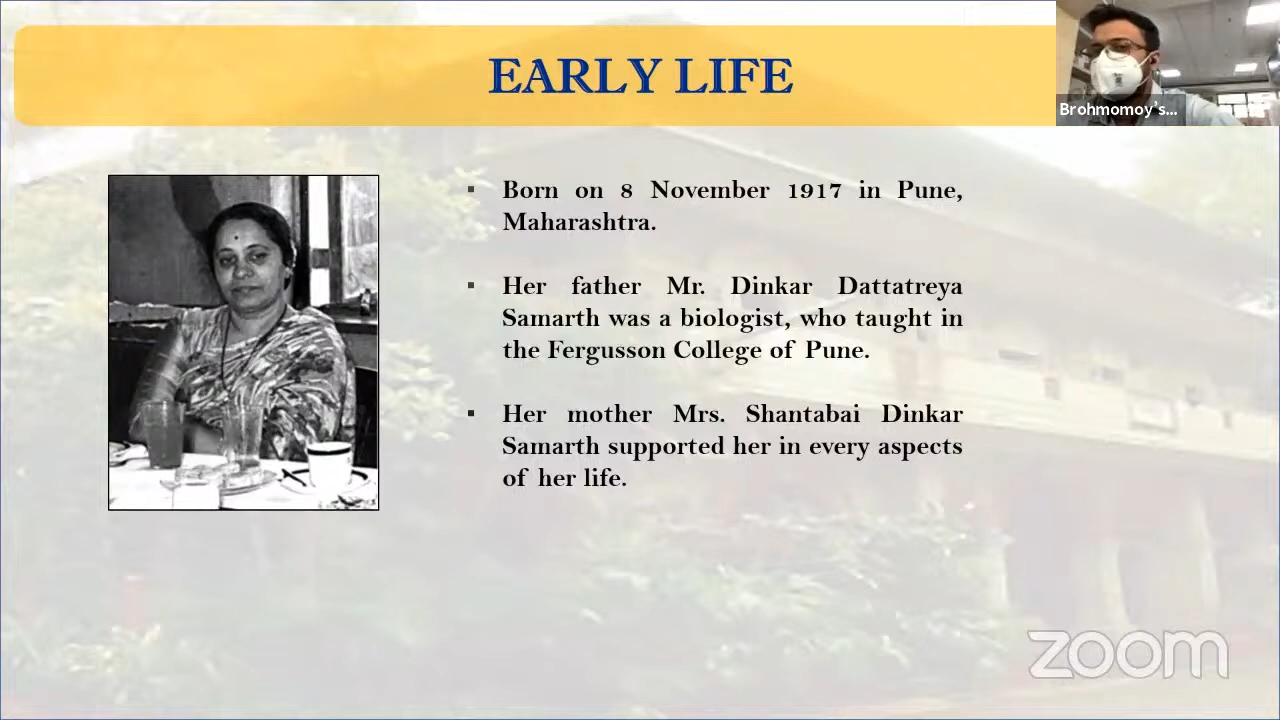 EARLY LIFE
Brohmomoy's...
▪ Born on 8 November 1917 in Pune,
Maharashtra.
▪ Her father Mr. Dinkar Dattatreya
Samarth was a biologist, who taught in
the Fergusson College of Pune.
▪ Her mother Mrs. Shantabai Dinkar
Samarth supported her in every aspects
of her life.
zoom